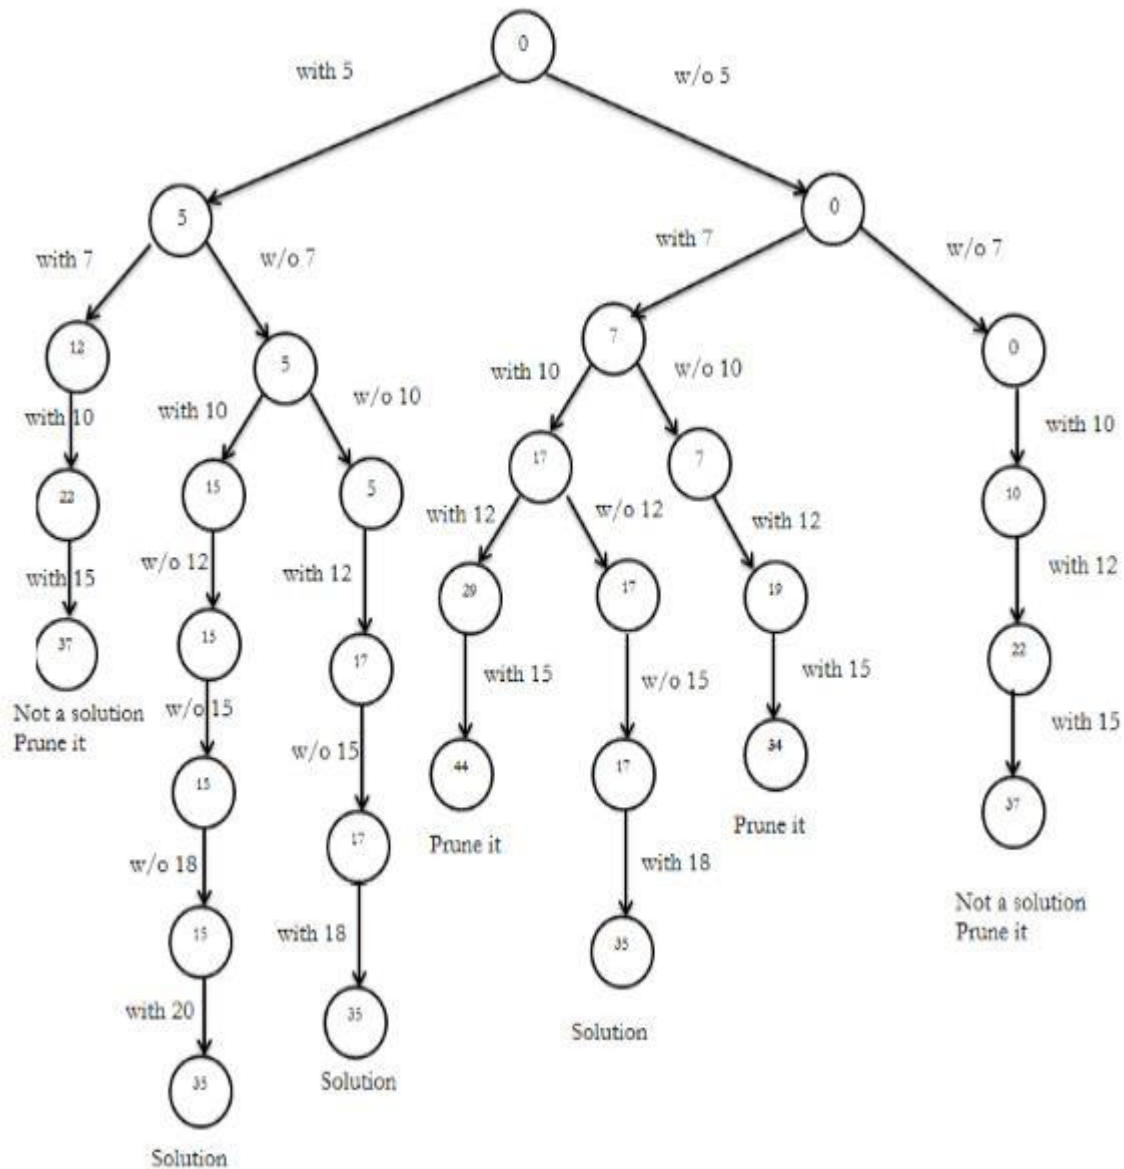 0
with 5
w/o 5
5
0
with 7
w/o 7
with 7
w/o 7
12
5
7
0
with 10
with 10
w/o 10
with 10
w/o 10
with 10
22
15
5
17
7
10
with 15
w/o 12
with 12
with 12
w/o 12
with 12
with 12
37
15
17
29
17
19
22
Not a solution
Prune it
w/o 15
w/o 15
with 15
w/o 15
with 15
with 15
15
17
44
17
34
37
Prune it
Prune it
w/o 18
with 18
with 18
Not a solution
Prune it
15
35
35
with 20
Solution
Solution
35
Solution